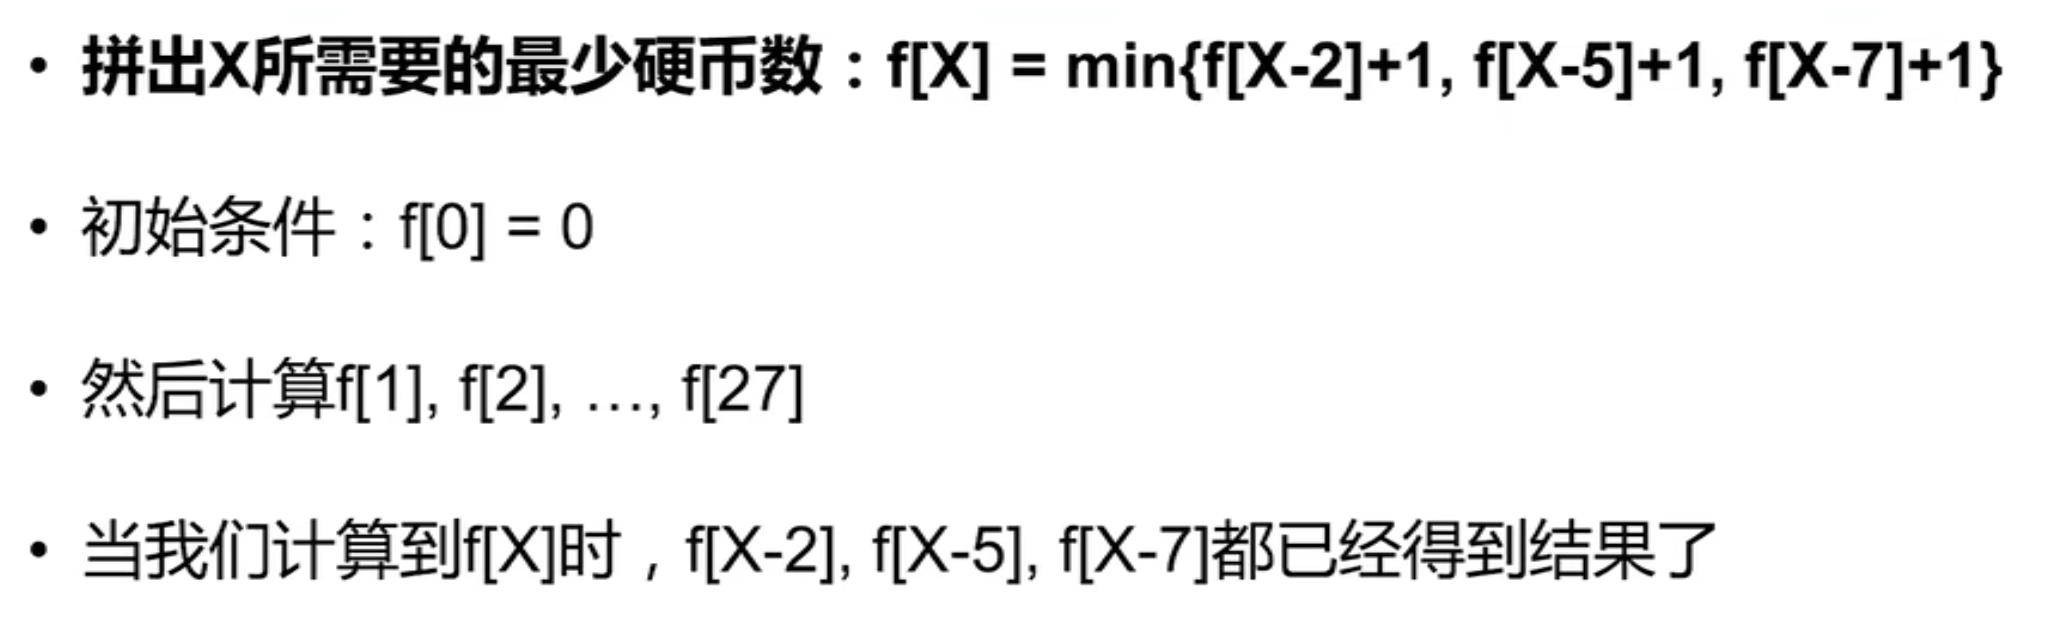 • 拼出X所需要的最少硬币数：f[X] = min{f[X-2]+1, f[X-5]+1, f[X-7]+1}
• 初始条件：f[0] = 0
• 然后计算f[1], f[2], …, f[27]
• 当我们计算到f[X]时，f[X-2], f[X-5], f[X-7]都已经得到结果了